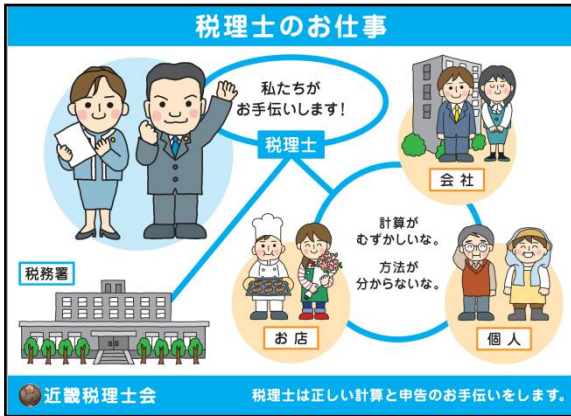 税理士のお仕事
私たちが
お手伝いします!
税理士
会社
計算が
むずかしいな。
方法が
分からないな。
税務署
お店
個人
近畿税理士会
税理士は正しい計算と申告のお手伝いをします。